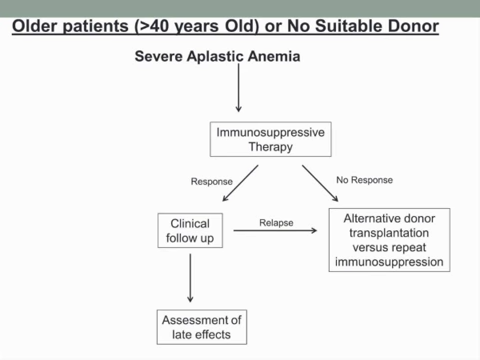 Older patients (>40 years Old) or No Suitable Donor
Severe Aplastic Anemia
Immunosuppressive
Therapy
Response
No Response
Clinical
follow up
Relapse
Alternative donor
transplantation
versus repeat
immunosuppression
Assessment of
late effects